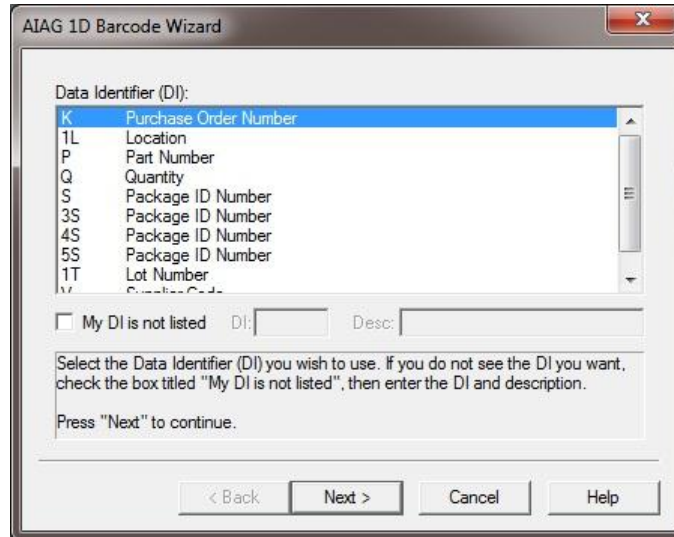 AIAG 1D Barcode Wizard
Data Identifier (DI):
K Purchase Order Number
1L Location
P Part Number
Q Quantity
S Package ID Number
3S Package ID Number
4S Package ID Number
5S Package ID Number
1T Lot Number
V Supplier Code
My DI is not listed DI: Desc:
Select the Data Identifier (DI) you wish to use. If you do not see the DI you want,
check the box titled "My DI is not listed", then enter the DI and description.
Press "Next" to continue.
< Back Next > Cancel Help